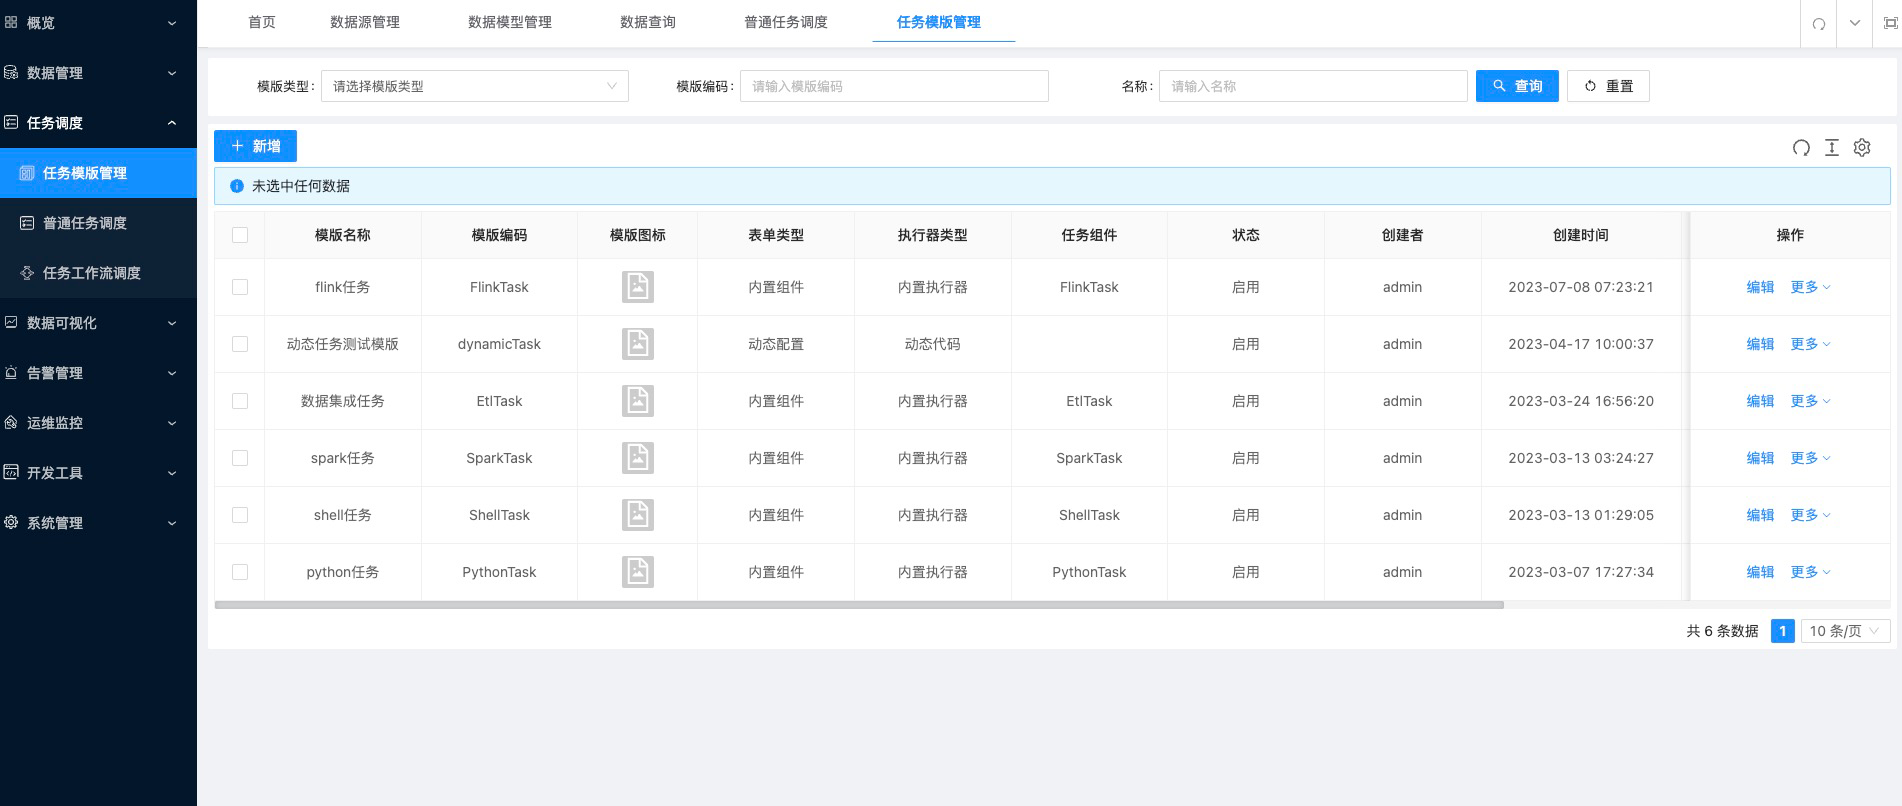 概览
数据管理
任务调度
任务模版管理
普通任务调度
任务工作流调度
数据可视化
告警管理
运维监控
开发工具
系统管理
首页 数据源管理 数据模型管理 数据查询 普通任务调度 任务模版管理
模版类型: 请选择模版类型 模版编码: 请输入模版编码 名称: 请输入名称 查询 重置
新增
未选中任何数据
模版名称 模版编码 模版图标 表单类型 执行器类型 任务组件 状态 创建者 创建时间 操作
flink任务 FlinkTask 内置组件 内置执行器 FlinkTask 启用 admin 2023-07-08 07:23:21 编辑 更多
动态任务测试模版 dynamicTask 动态配置 动态代码 启用 admin 2023-04-17 10:00:37 编辑 更多
数据集成任务 EtlTask 内置组件 内置执行器 EtlTask 启用 admin 2023-03-24 16:56:20 编辑 更多
spark任务 SparkTask 内置组件 内置执行器 SparkTask 启用 admin 2023-03-13 03:24:27 编辑 更多
shell任务 ShellTask 内置组件 内置执行器 ShellTask 启用 admin 2023-03-13 01:29:05 编辑 更多
python任务 PythonTask 内置组件 内置执行器 PythonTask 启用 admin 2023-03-07 17:27:34 编辑 更多
共 6 条数据 1 10 条/页